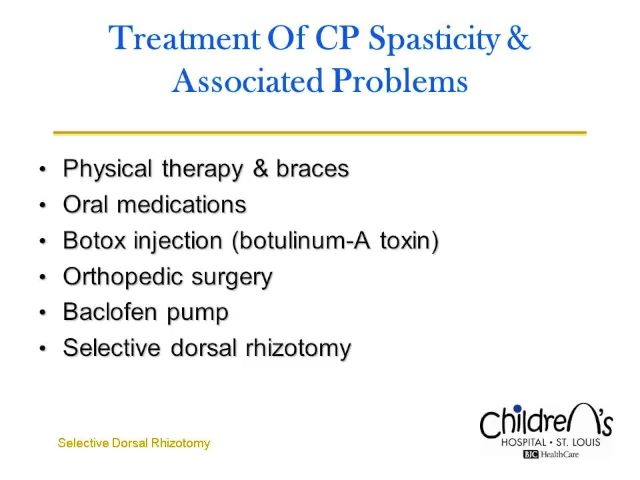 Treatment Of CP Spasticity &
Associated Problems
• Physical therapy & braces
• Oral medications
• Botox injection (botulinum-A toxin)
• Orthopedic surgery
• Baclofen pump
• Selective dorsal rhizotomy
Selective Dorsal Rhizotomy
Children's
HOSPITAL • ST. LOUIS
BJC HealthCare